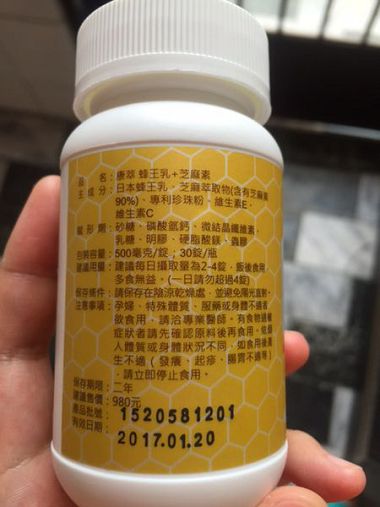 品名：唐萃 蜂王乳+芝麻素
主成分：日本蜂王乳、芝麻萃取物(含有芝麻素
90%)、專利珍珠粉、維生素E、
維生素C
賦形劑：砂糖、磷酸氫鈣、微結晶纖維素、
乳糖、明膠、硬脂酸鎂、蟲膠
包裝容量：500毫克/錠；30錠/瓶
建議用量：建議每日攝取量為2-4錠，飯後食用，
多食無益。(一日請勿超過4錠)
保存條件：請保存在陰涼乾燥處，並避免陽光直射。
注意事項：孕婦、特殊體質、服藥或身體不適者
欲食用，請洽專業醫師。有食物過敏
症狀者請先確認原料後再食用。依個
人體質或身體狀況不同，如食用後產
生不適（發癢、起疹、腸胃不適等）
，請立即停止食用。
保存期限：二年
建議售價：980元
產品批號：1520581201
有效日期：2017.01.20